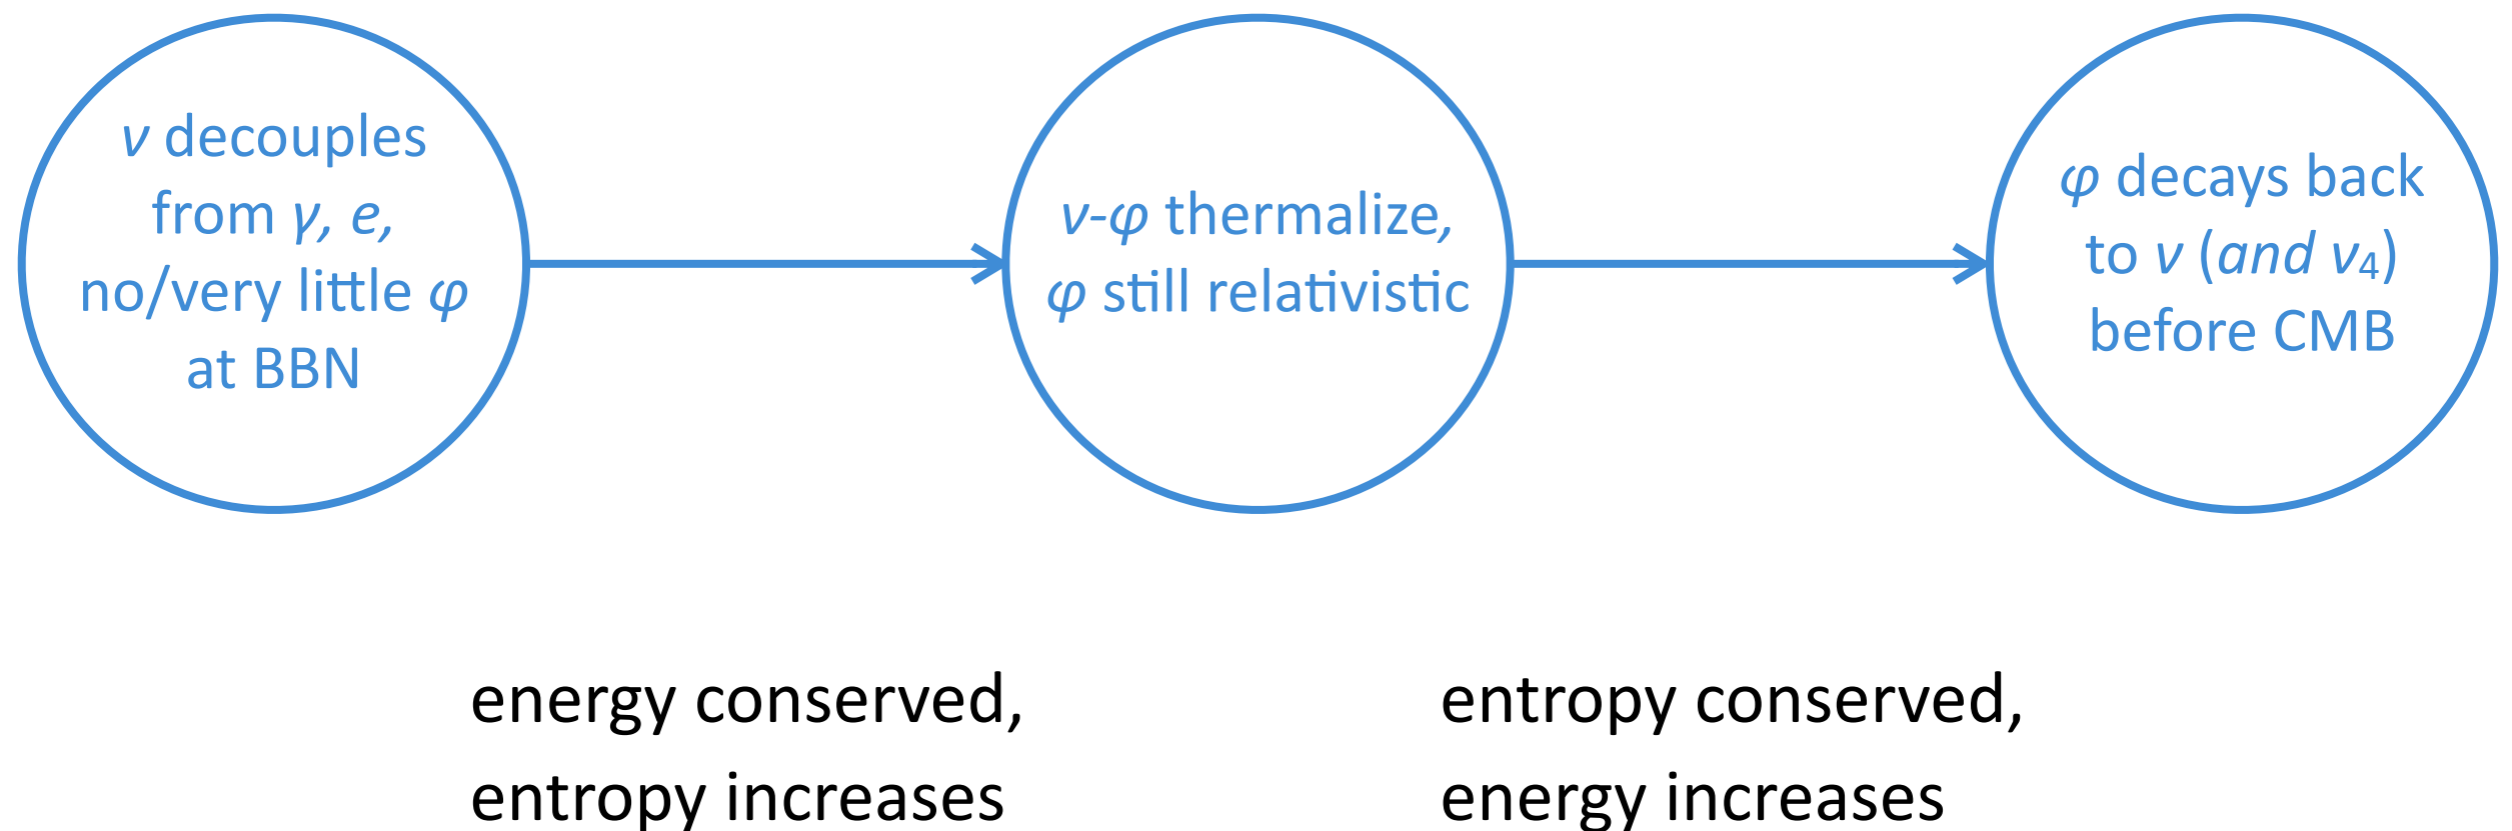 ν decouples
from γ, e,
no/very little φ
at BBN
ν-φ thermalize,
φ still relativistic
φ decays back
to ν (and ν₄)
before CMB
energy conserved,
entropy increases
entropy conserved,
energy increases